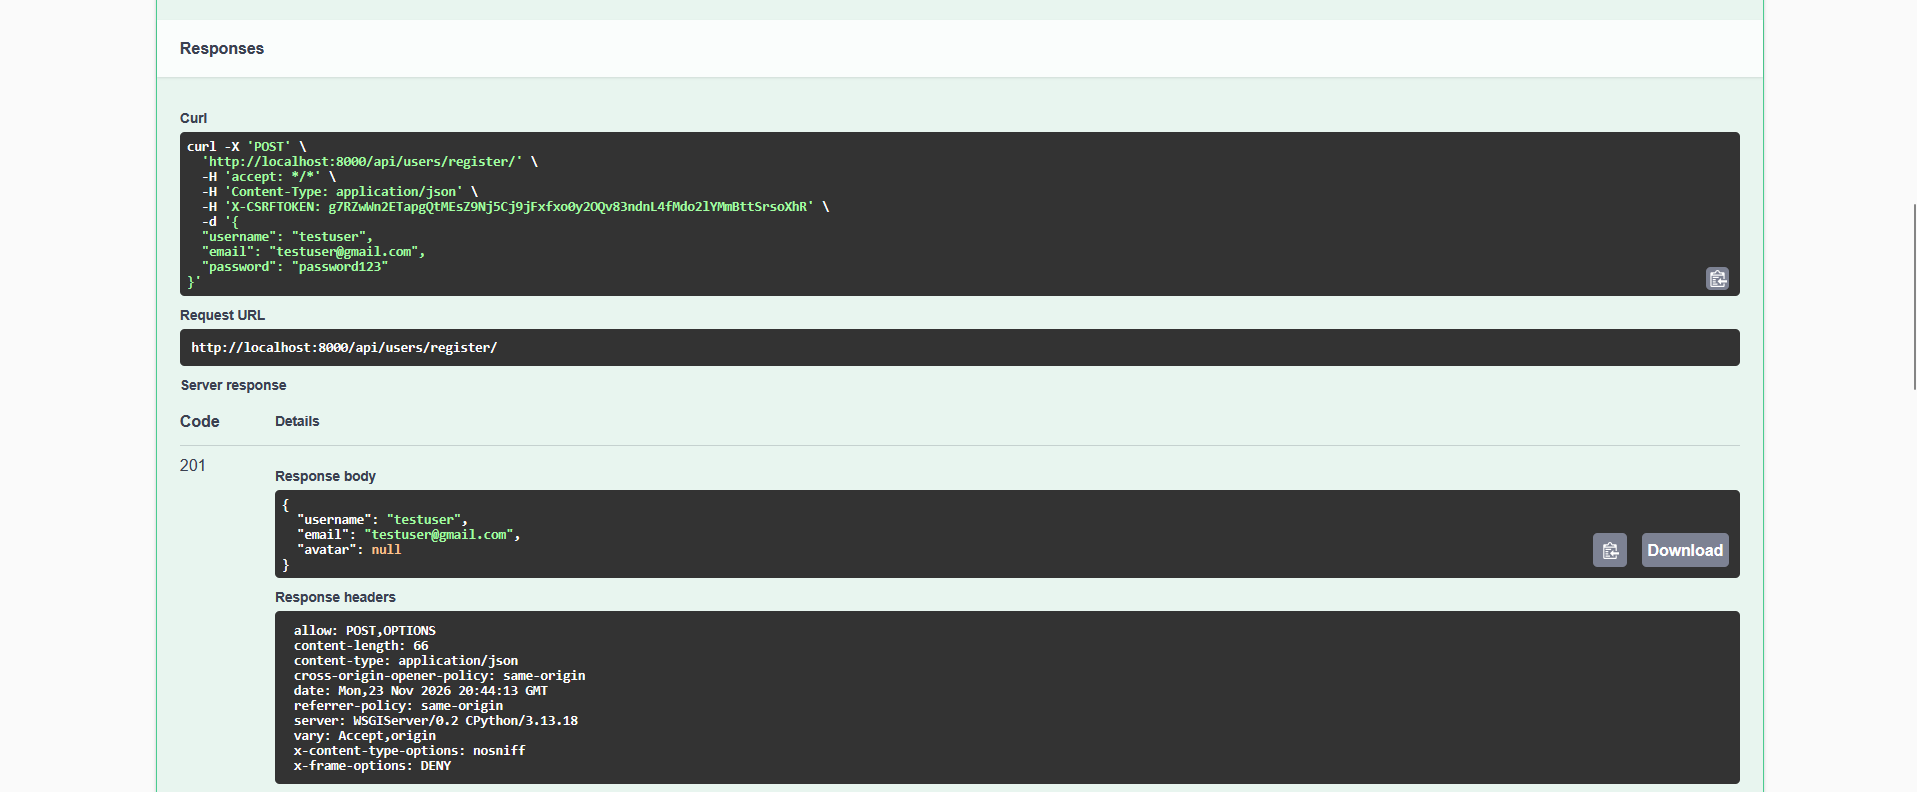 Responses
Curl
curl -X 'POST' \
'http://localhost:8000/api/users/register/' \
-H 'accept: */*' \
-H 'Content-Type: application/json' \
-H 'X-CSRFTOKEN: g7RZwWn2ETapgQtMEsZ9Nj5Cj9jFxfxo0y2OQv83ndnL4fMdo2lYMmBttSrsoXhR' \
-d '{
"username": "testuser",
"email": "testuser@gmail.com",
"password": "password123"
}'
Request URL
http://localhost:8000/api/users/register/
Server response
Code Details
201
Response body
{
"username": "testuser",
"email": "testuser@gmail.com",
"avatar": null
}
Download
Response headers
allow: POST,OPTIONS
content-length: 66
content-type: application/json
cross-origin-opener-policy: same-origin
date: Mon,23 Nov 2026 20:44:13 GMT
referrer-policy: same-origin
server: WSGIServer/0.2 CPython/3.13.18
vary: Accept,origin
x-content-type-options: nosniff
x-frame-options: DENY